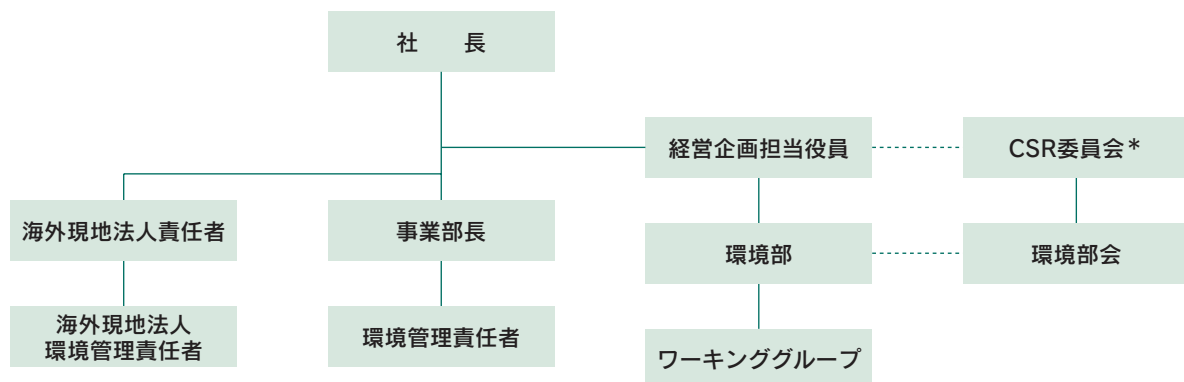 社　　長
経営企画担当役員
CSR委員会*
海外現地法人責任者
事業部長
環境部
環境部会
海外現地法人
環境管理責任者
環境管理責任者
ワーキンググループ